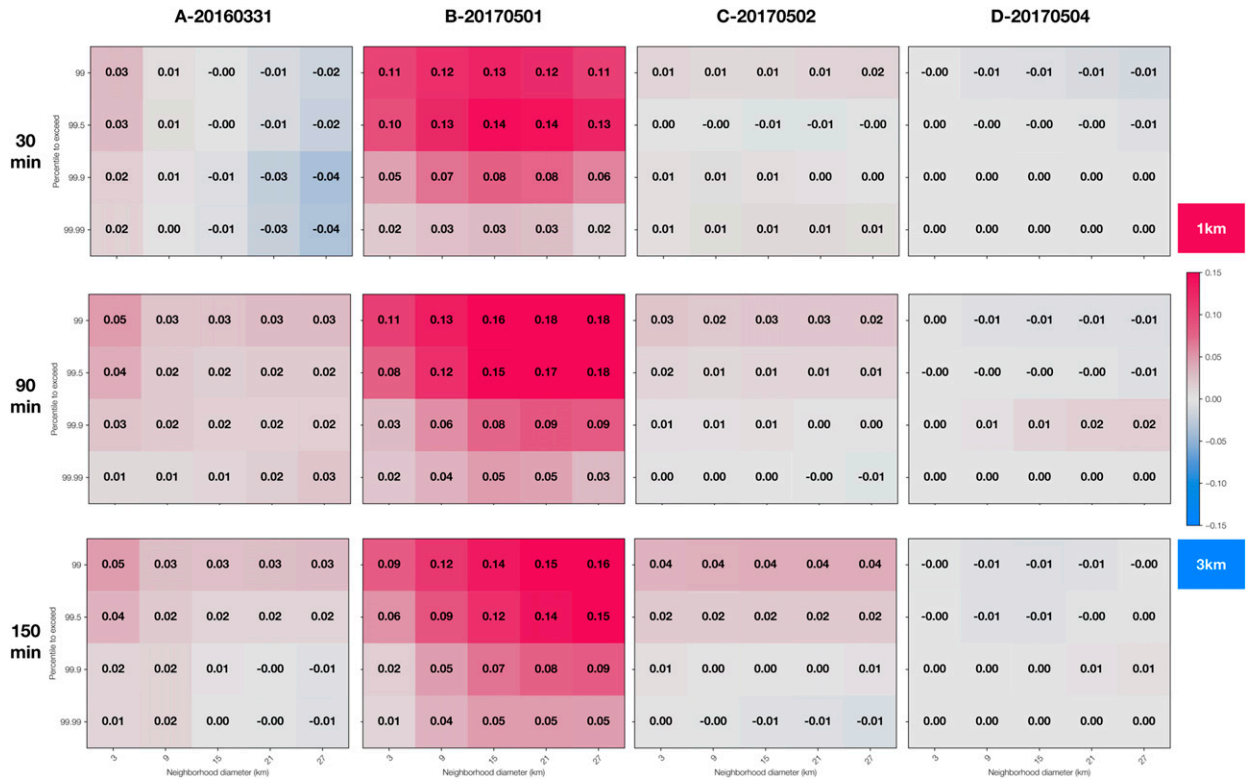 A-20160331 B-20170501 C-20170502 D-20170504
30 min
Percentile to exceed
99 0.03 0.01 -0.00 -0.01 -0.02 0.11 0.12 0.13 0.12 0.11 0.01 0.01 0.01 0.01 0.02 -0.00 -0.01 -0.01 -0.01 -0.01
99.5 0.03 0.01 -0.00 -0.01 -0.02 0.10 0.13 0.14 0.14 0.13 0.00 -0.00 -0.01 -0.01 -0.00 0.00 -0.00 -0.00 -0.00 -0.01
99.9 0.02 0.01 -0.01 -0.03 -0.04 0.05 0.07 0.08 0.08 0.06 0.01 0.01 0.01 0.00 0.00 0.00 0.00 0.00 0.00 0.00
99.99 0.02 0.00 -0.01 -0.03 -0.04 0.02 0.03 0.03 0.03 0.02 0.01 0.01 0.01 0.01 0.01 0.00 0.00 0.00 0.00 0.00
1km
90 min
Percentile to exceed
99 0.05 0.03 0.03 0.03 0.03 0.11 0.13 0.16 0.18 0.18 0.03 0.02 0.03 0.03 0.02 0.00 -0.01 -0.01 -0.01 -0.01
99.5 0.04 0.02 0.02 0.02 0.02 0.08 0.12 0.15 0.17 0.18 0.02 0.01 0.01 0.01 0.01 -0.00 -0.00 -0.00 -0.00 -0.01
99.9 0.03 0.02 0.02 0.02 0.02 0.03 0.06 0.08 0.09 0.09 0.01 0.01 0.01 0.00 0.00 0.00 0.01 0.01 0.02 0.02
99.99 0.01 0.01 0.01 0.02 0.03 0.02 0.04 0.05 0.05 0.03 0.00 0.00 0.00 -0.00 -0.01 0.00 0.00 0.00 0.00 0.00
0.15
0.10
0.05
0.00
−0.05
−0.10
−0.15
3km
150 min
Percentile to exceed
99 0.05 0.03 0.03 0.03 0.03 0.09 0.12 0.14 0.15 0.16 0.04 0.04 0.04 0.04 0.04 -0.00 -0.01 -0.01 -0.01 -0.00
99.5 0.04 0.02 0.02 0.02 0.02 0.06 0.09 0.12 0.14 0.15 0.02 0.02 0.02 0.02 0.02 -0.00 -0.01 -0.01 -0.00 0.00
99.9 0.02 0.02 0.01 -0.00 -0.01 0.02 0.05 0.07 0.08 0.09 0.01 0.00 0.00 0.00 0.01 0.00 0.00 0.00 0.01 0.01
99.99 0.01 0.02 0.00 -0.00 -0.01 0.01 0.04 0.05 0.05 0.05 0.00 -0.00 -0.01 -0.01 -0.01 0.00 0.00 0.00 0.00 0.00
3 9 15 21 27 3 9 15 21 27 3 9 15 21 27 3 9 15 21 27
Neighborhood diameter (km) Neighborhood diameter (km) Neighborhood diameter (km) Neighborhood diameter (km)